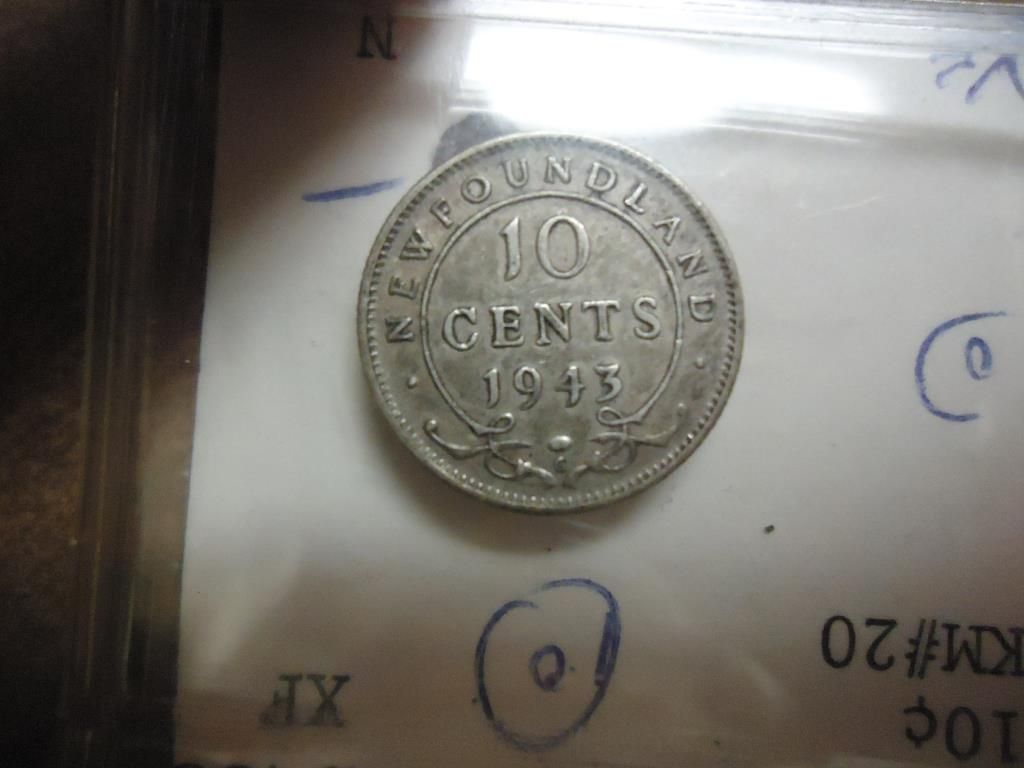 N
NEWFOUNDLAND
10
CENTS
1943
C
KM#20
XF
10¢